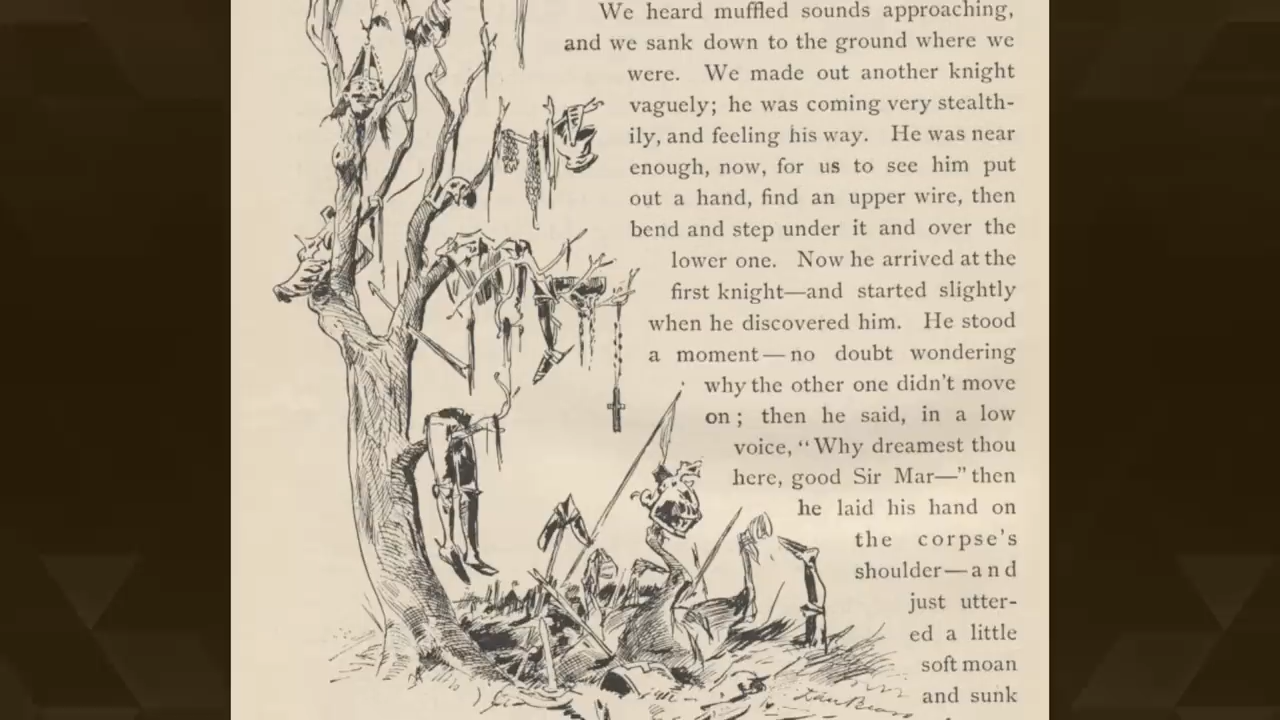 We heard muffled sounds approaching,
and we sank down to the ground where we
were. We made out another knight
vaguely; he was coming very stealth-
ily, and feeling his way. He was near
enough, now, for us to see him put
out a hand, find an upper wire, then
bend and step under it and over the
lower one. Now he arrived at the
first knight—and started slightly
when he discovered him. He stood
a moment—no doubt wondering
why the other one didn't move
on; then he said, in a low
voice, "Why dreamest thou
here, good Sir Mar—" then
he laid his hand on
the corpse's
shoulder—and
just utter-
ed a little
soft moan
and sunk
Dan Beard